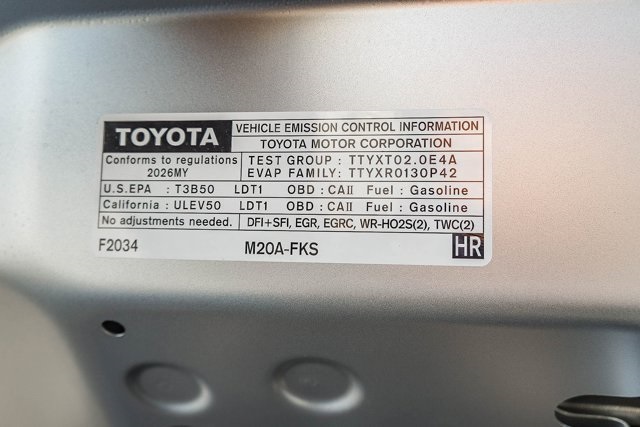 TOYOTA
VEHICLE EMISSION CONTROL INFORMATION
TOYOTA MOTOR CORPORATION
Conforms to regulations
2026MY
TEST GROUP : TTYXT02.0E4A
EVAP FAMILY: TTYXR0130P42
U.S.EPA : T3B50 LDT1 OBD : CAII Fuel : Gasoline
California : ULEV50 LDT1 OBD : CAII Fuel : Gasoline
No adjustments needed. DFI+SFI, EGR, EGRC, WR-HO2S(2), TWC(2)
F2034 M20A-FKS HR